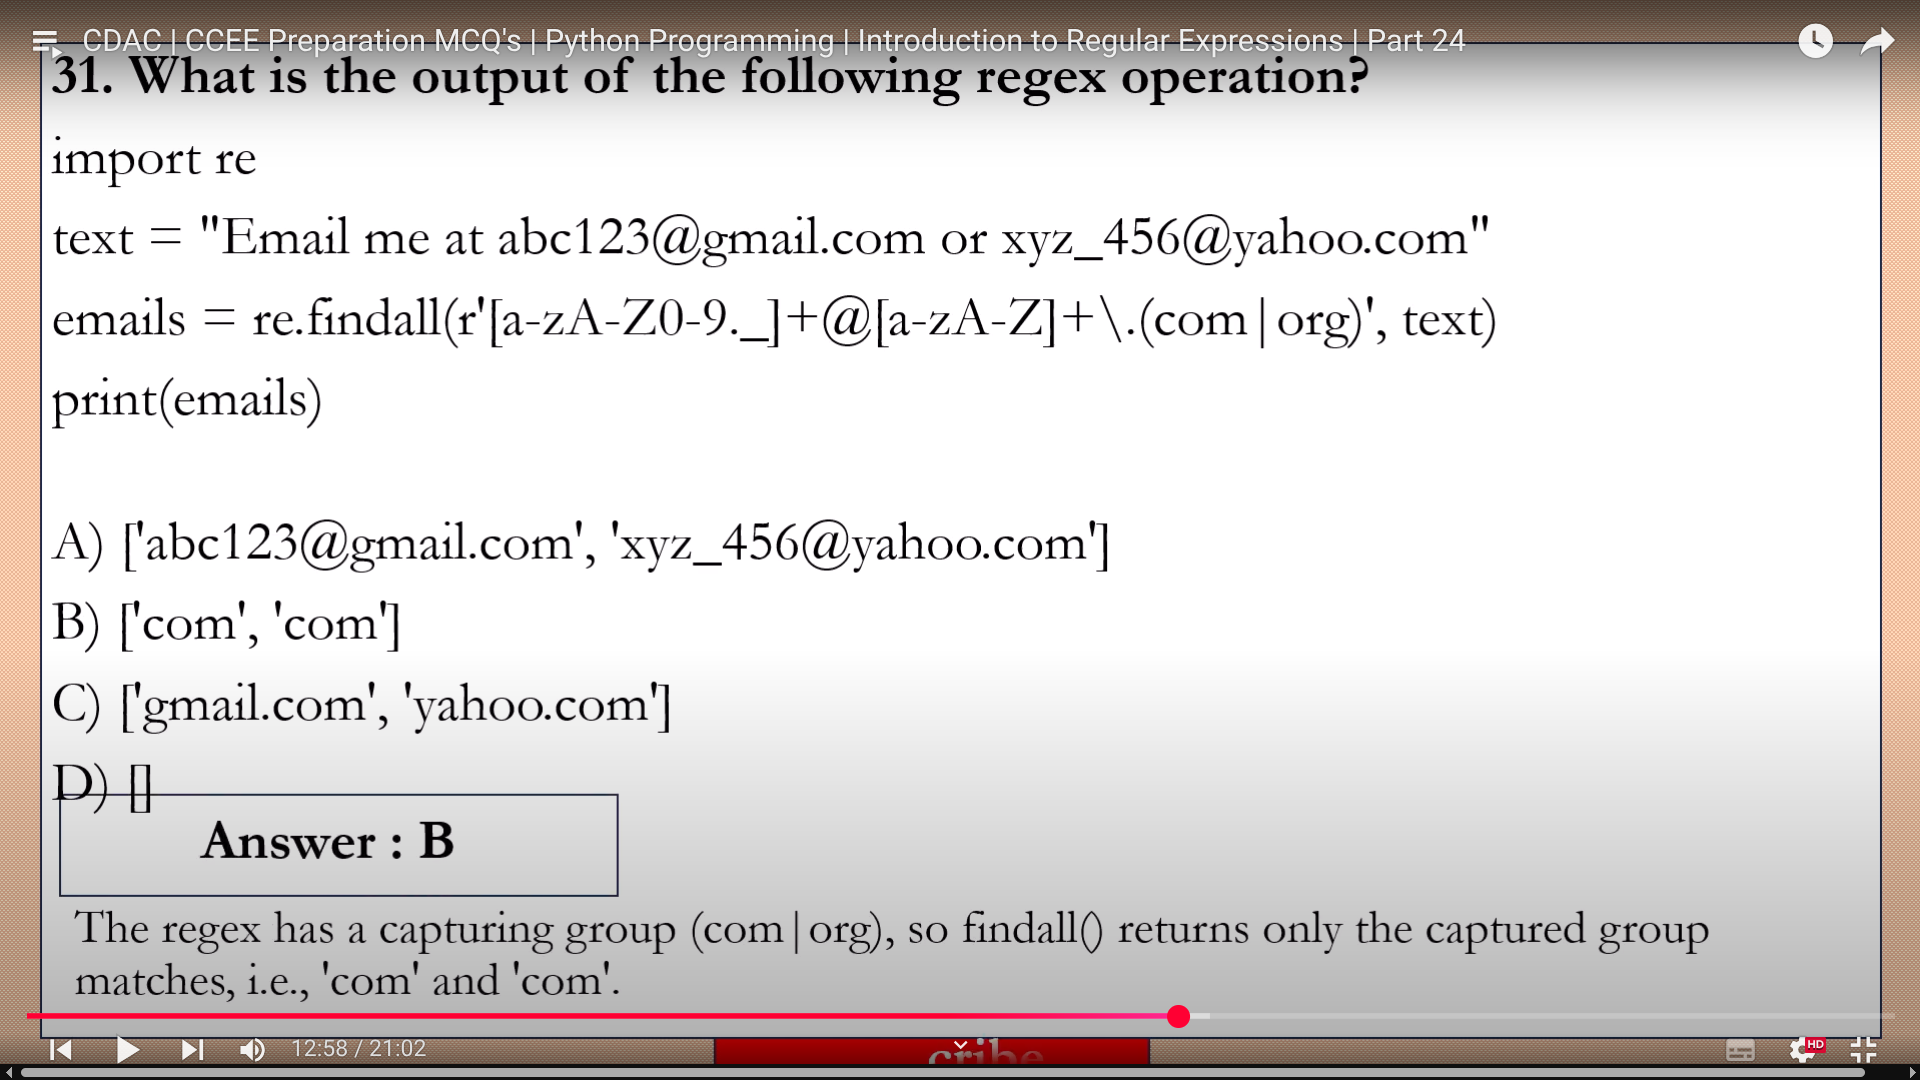 CDAC | CCEE Preparation MCQ's | Python Programming | Introduction to Regular Expressions | Part 24
31. What is the output of the following regex operation?
import re
text = "Email me at abc123@gmail.com or xyz_456@yahoo.com"
emails = re.findall(r'[a-zA-Z0-9._]+@[a-zA-Z]+\.(com|org)', text)
print(emails)
A) ['abc123@gmail.com', 'xyz_456@yahoo.com']
B) ['com', 'com']
C) ['gmail.com', 'yahoo.com']
D) []
Answer : B
The regex has a capturing group (com|org), so findall() returns only the captured group
matches, i.e., 'com' and 'com'.
12:58 / 21:02
HD